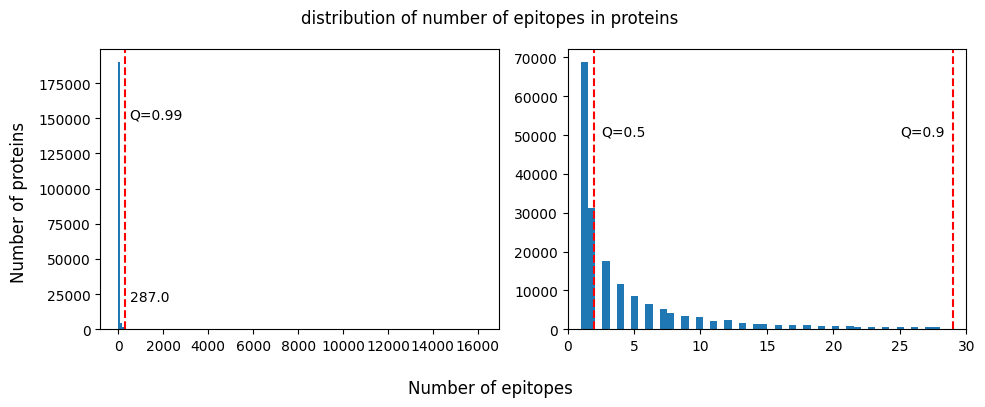 distribution of number of epitopes in proteins
Number of proteins
175000
150000
125000
100000
75000
50000
25000
0
Q=0.99
287.0
0 2000 4000 6000 8000 10000 12000 14000 16000
70000
60000
50000
40000
30000
20000
10000
0
Q=0.5
Q=0.9
0 5 10 15 20 25 30
Number of epitopes